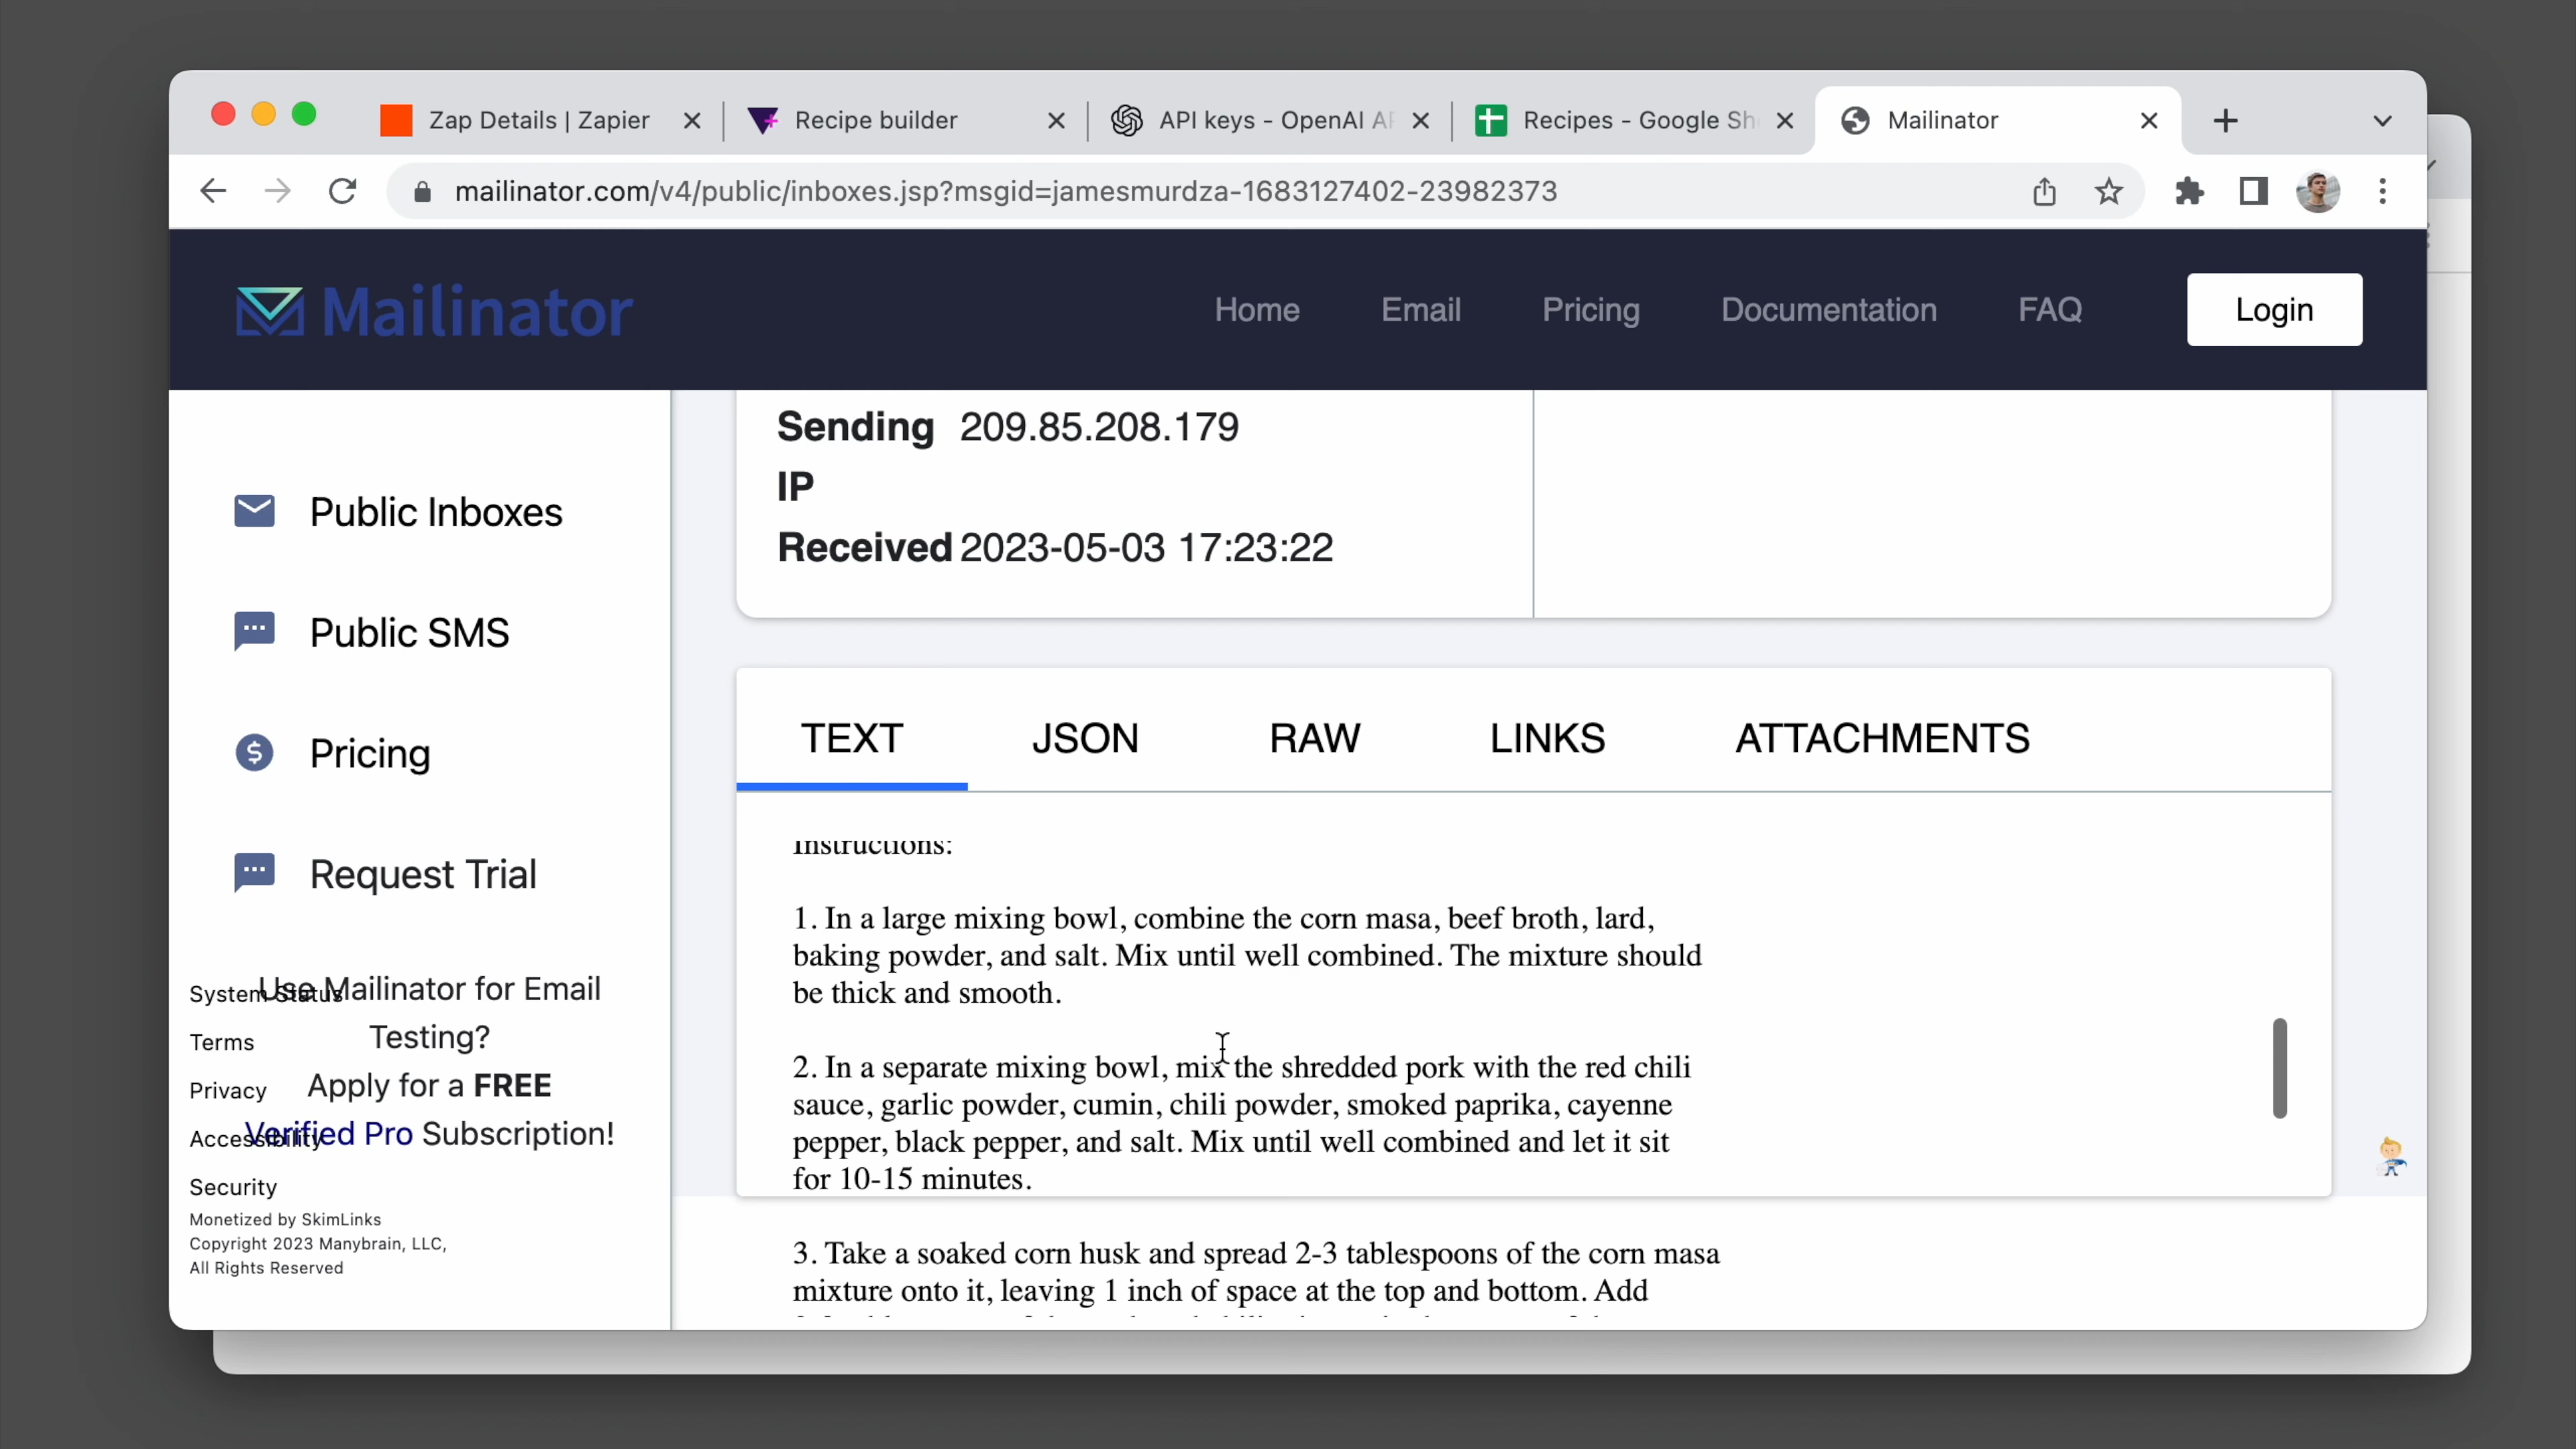 Zap Details | Zapier
Recipe builder
API keys - OpenAI AP
Recipes - Google She
Mailinator
mailinator.com/v4/public/inboxes.jsp?msgid=jamesmurdza-1683127402-23982373
Mailinator
Home
Email
Pricing
Documentation
FAQ
Login
Public Inboxes
Public SMS
Pricing
Request Trial
Use Mailinator for Email
Testing?
Apply for a FREE
Verified Pro Subscription!
System Status
Terms
Privacy
Accessibility
Security
Monetized by SkimLinks
Copyright 2023 Manybrain, LLC,
All Rights Reserved
Sending 209.85.208.179
IP
Received 2023-05-03 17:23:22
TEXT
JSON
RAW
LINKS
ATTACHMENTS
Instructions:
1. In a large mixing bowl, combine the corn masa, beef broth, lard,
baking powder, and salt. Mix until well combined. The mixture should
be thick and smooth.
2. In a separate mixing bowl, mix the shredded pork with the red chili
sauce, garlic powder, cumin, chili powder, smoked paprika, cayenne
pepper, black pepper, and salt. Mix until well combined and let it sit
for 10-15 minutes.
3. Take a soaked corn husk and spread 2-3 tablespoons of the corn masa
mixture onto it, leaving 1 inch of space at the top and bottom. Add